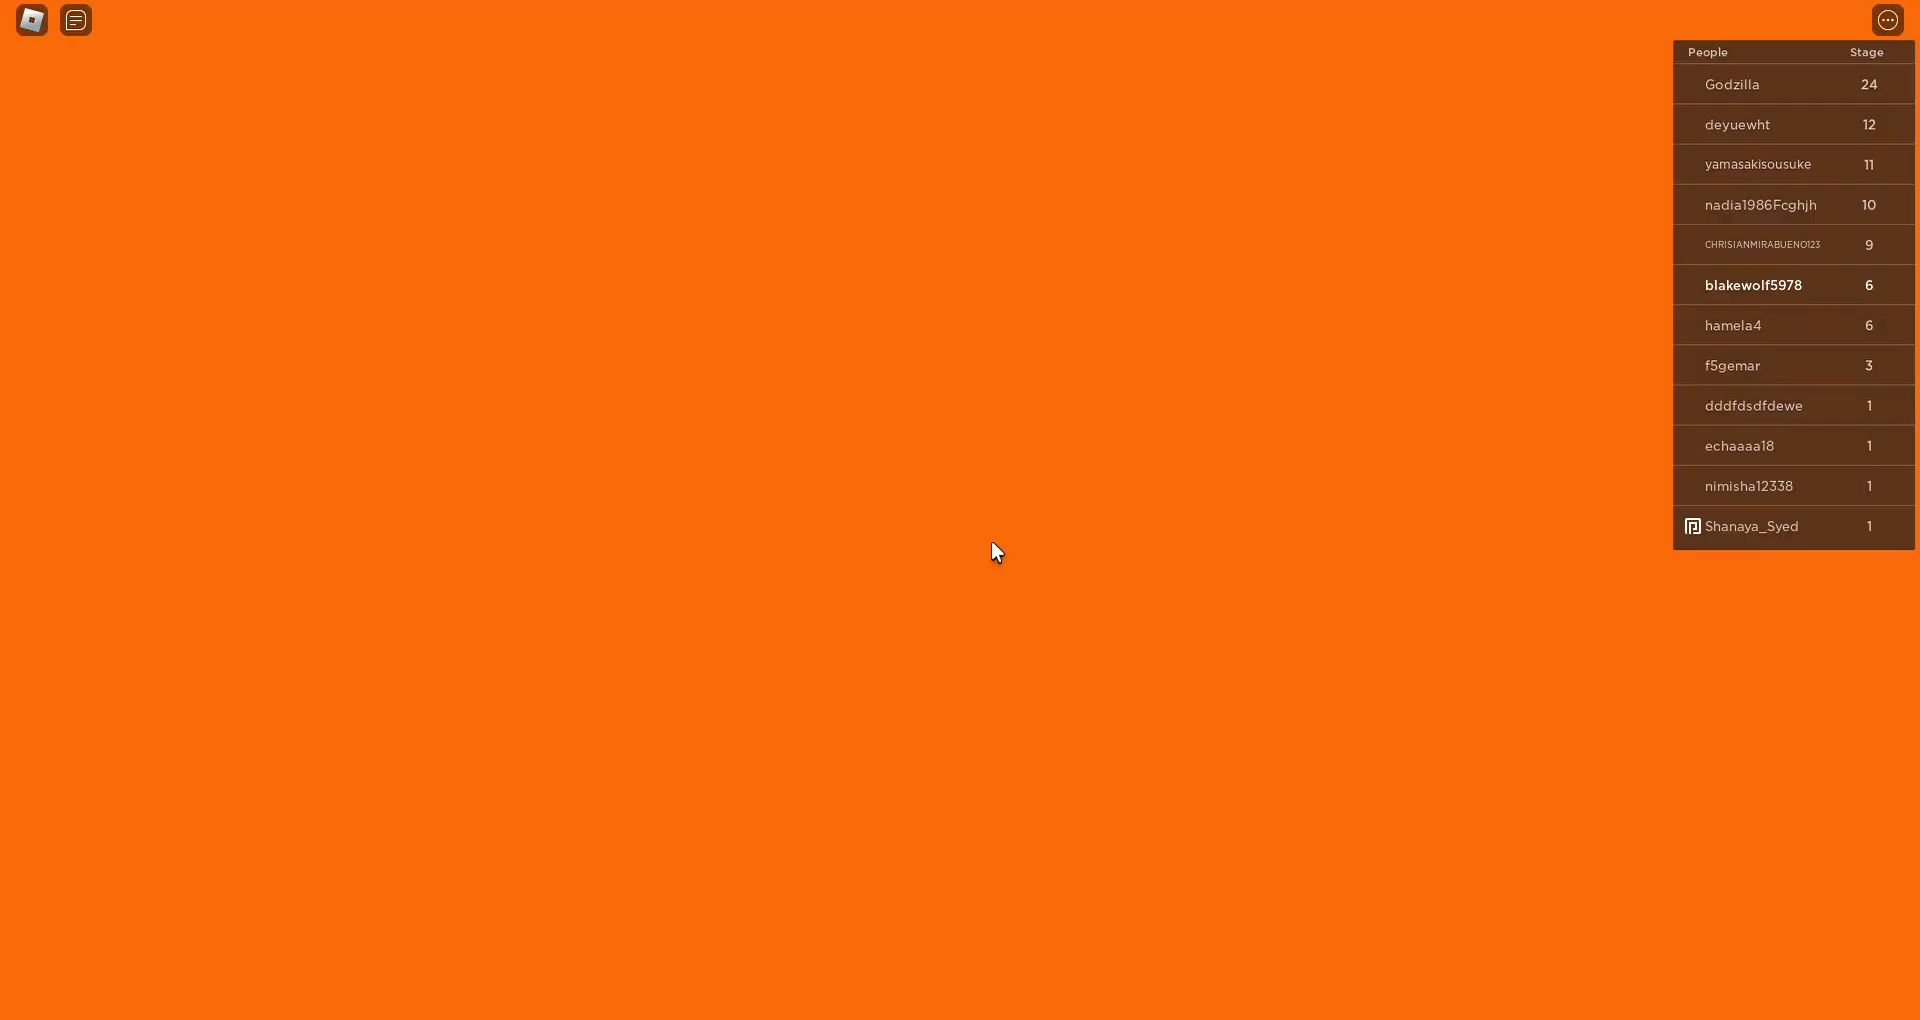 People Stage
Godzilla 24
deyuewht 12
yamasakisousuke 11
nadia1986Fcghjh 10
CHRISIANMIRABUENO123 9
blakewolf5978 6
hamela4 6
f5gemar 3
dddfdsdfdewe 1
echaaaa18 1
nimisha12338 1
Shanaya_Syed 1